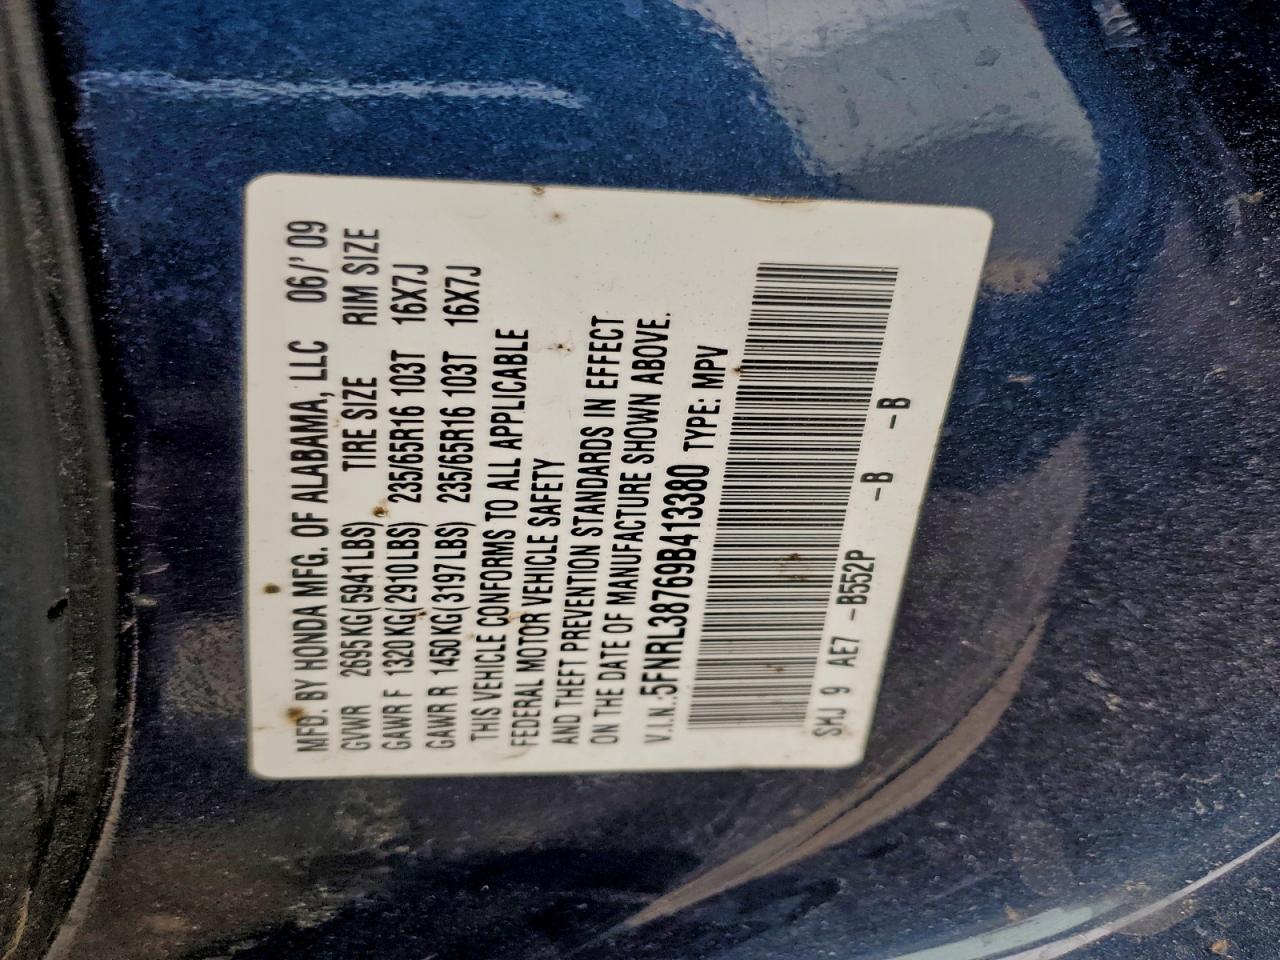 MFD. BY HONDA MFG. OF ALABAMA, LLC 06/'09
GVWR 2695KG(5941LBS) TIRE SIZE RIM SIZE
GAWR F 1320KG(2910LBS) 235/65R16 103T 16X7J
GAWR R 1450KG(3197LBS) 235/65R16 103T 16X7J
THIS VEHICLE CONFORMS TO ALL APPLICABLE
FEDERAL MOTOR VEHICLE SAFETY
AND THEFT PREVENTION STANDARDS IN EFFECT
ON THE DATE OF MANUFACTURE SHOWN ABOVE.
V.I.N.:5FNRL38769B413380 TYPE: MPV
SHJ 9 AE7 -B552P -B -B